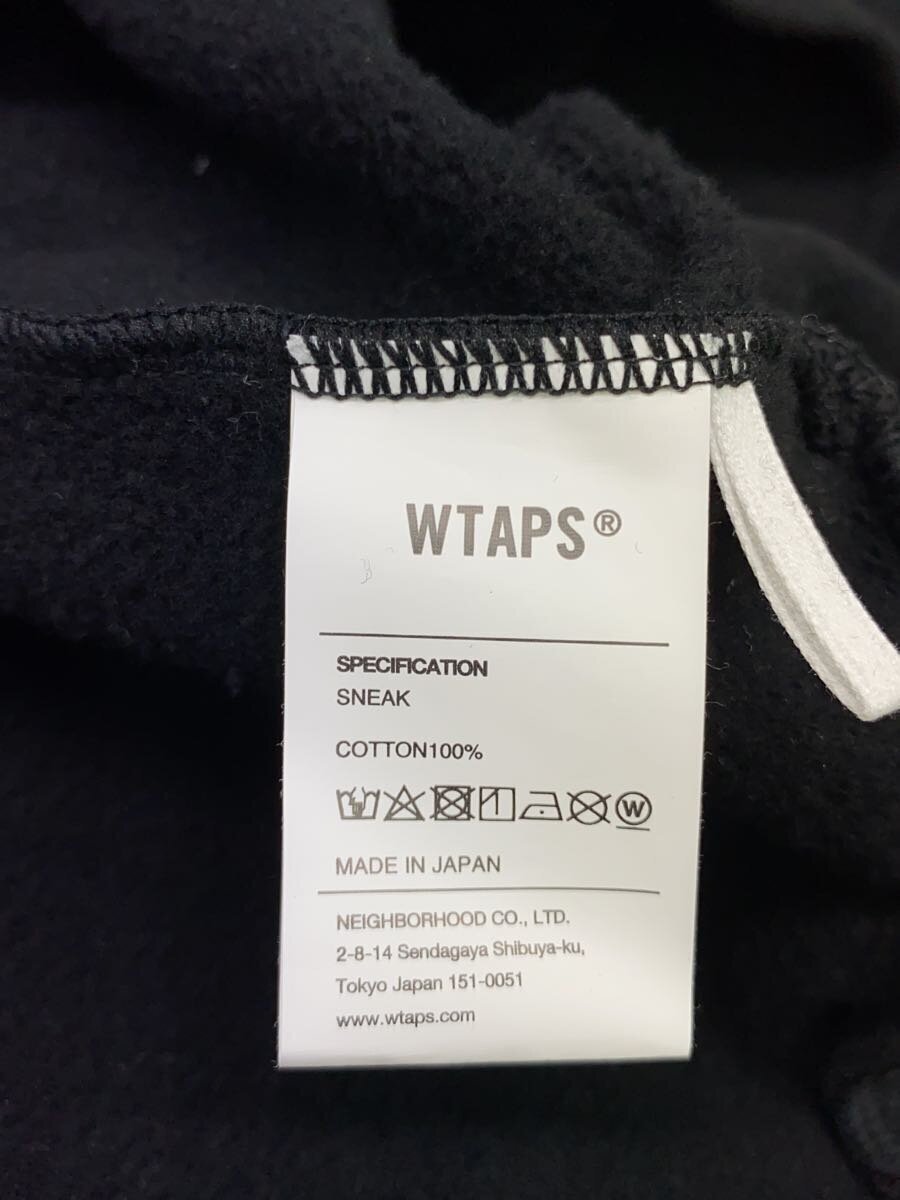 WTAPS®
SPECIFICATION
SNEAK
COTTON100%
W
MADE IN JAPAN
NEIGHBORHOOD CO., LTD.
2-8-14 Sendagaya Shibuya-ku,
Tokyo Japan 151-0051
www.wtaps.com